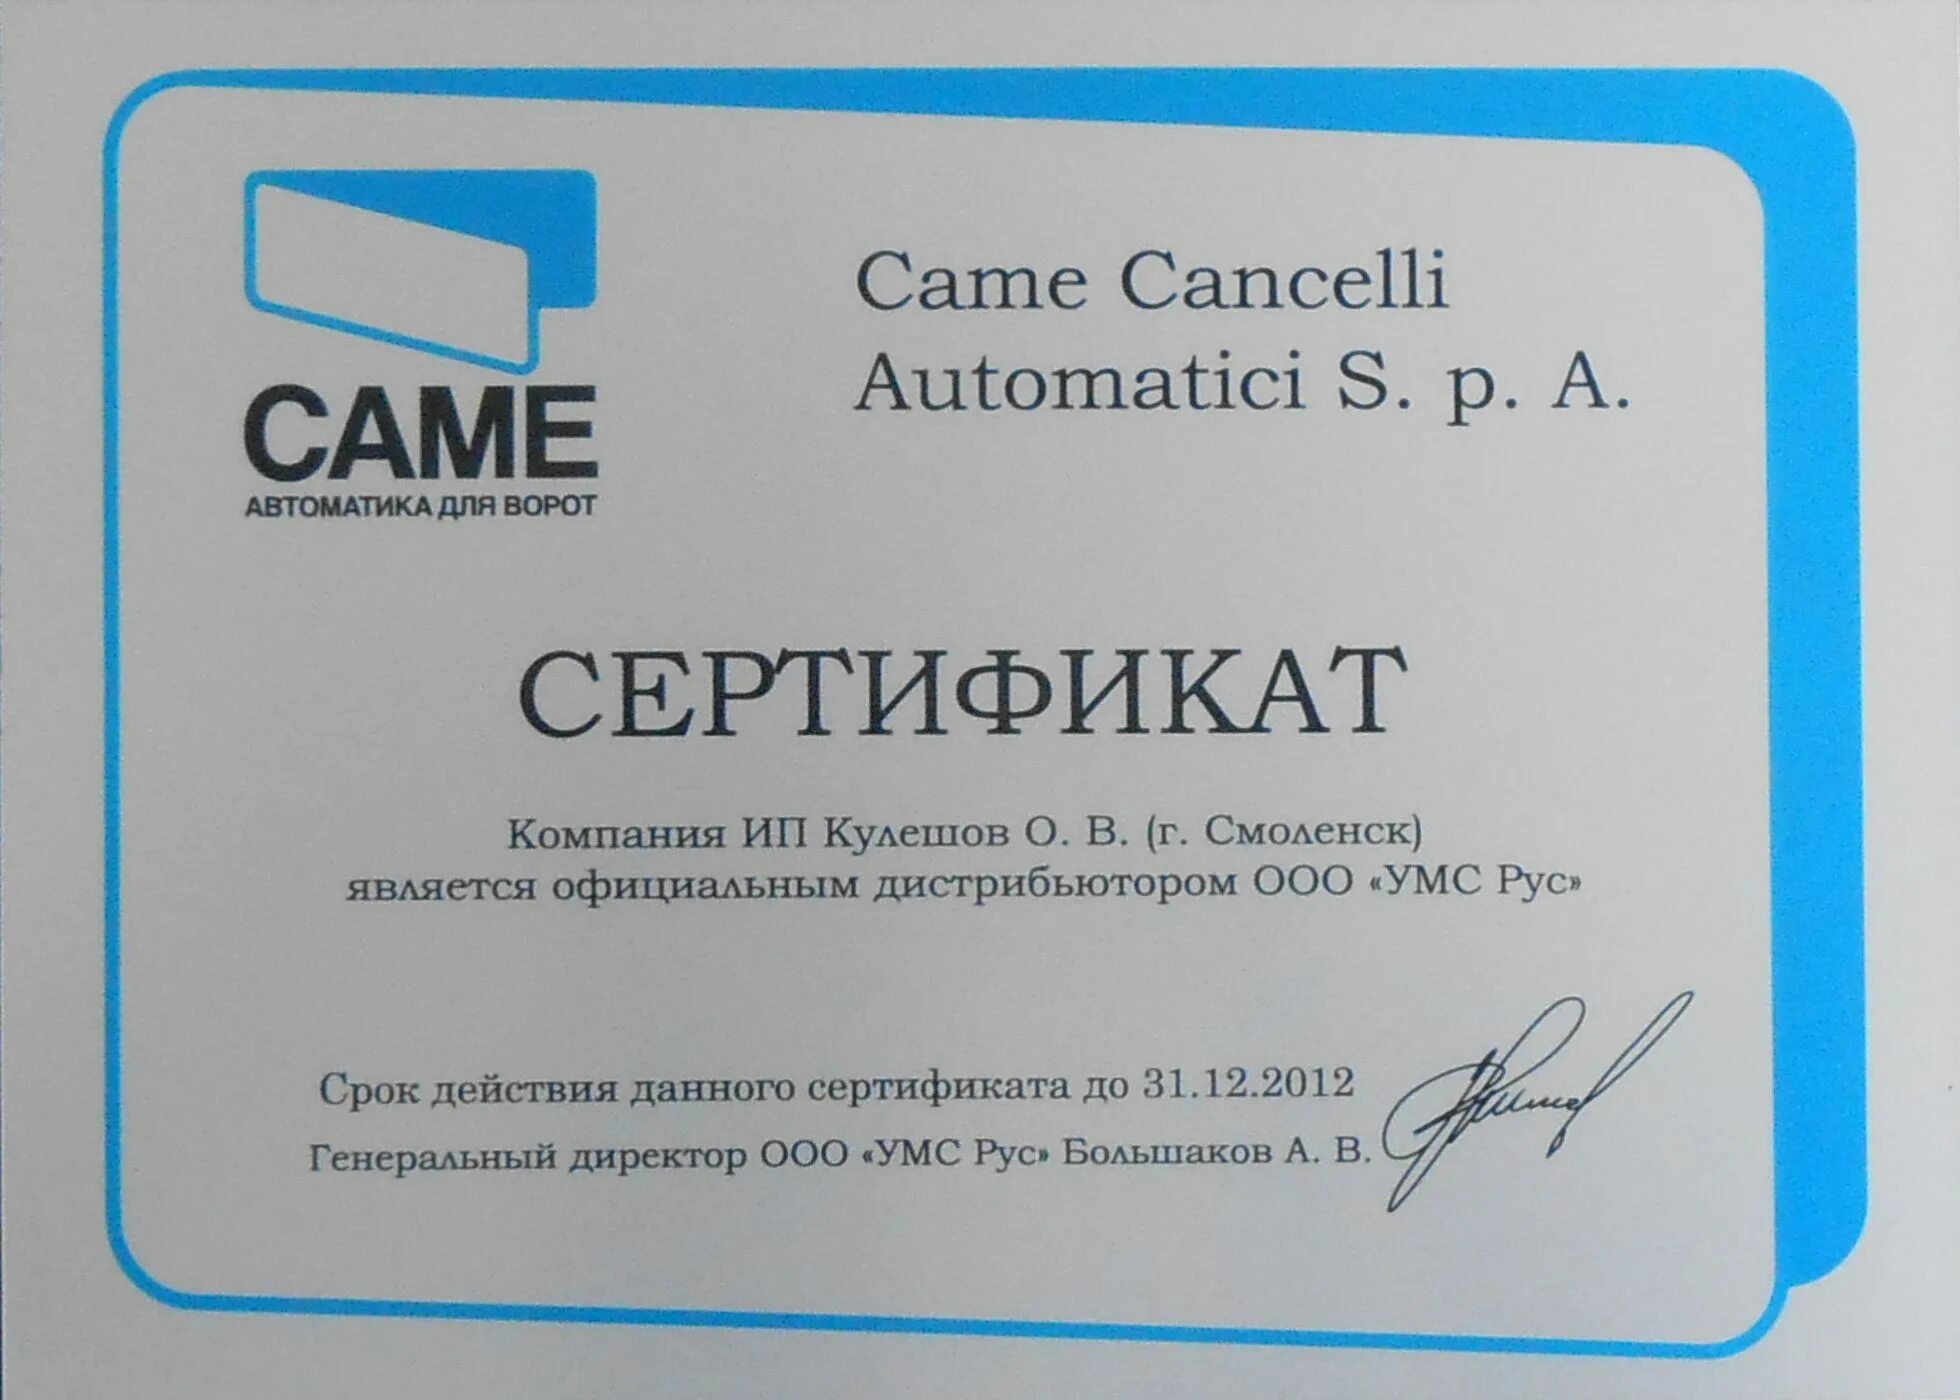 CAME
АВТОМАТИКА ДЛЯ ВОРОТ
Came Cancelli
Automatici S. p. A.
СЕРТИФИКАТ
Компания ИП Кулешов О. В. (г. Смоленск)
является официальным дистрибьютором ООО «УМС Рус»
Срок действия данного сертификата до 31.12.2012
Генеральный директор ООО «УМС Рус» Большаков А. В.